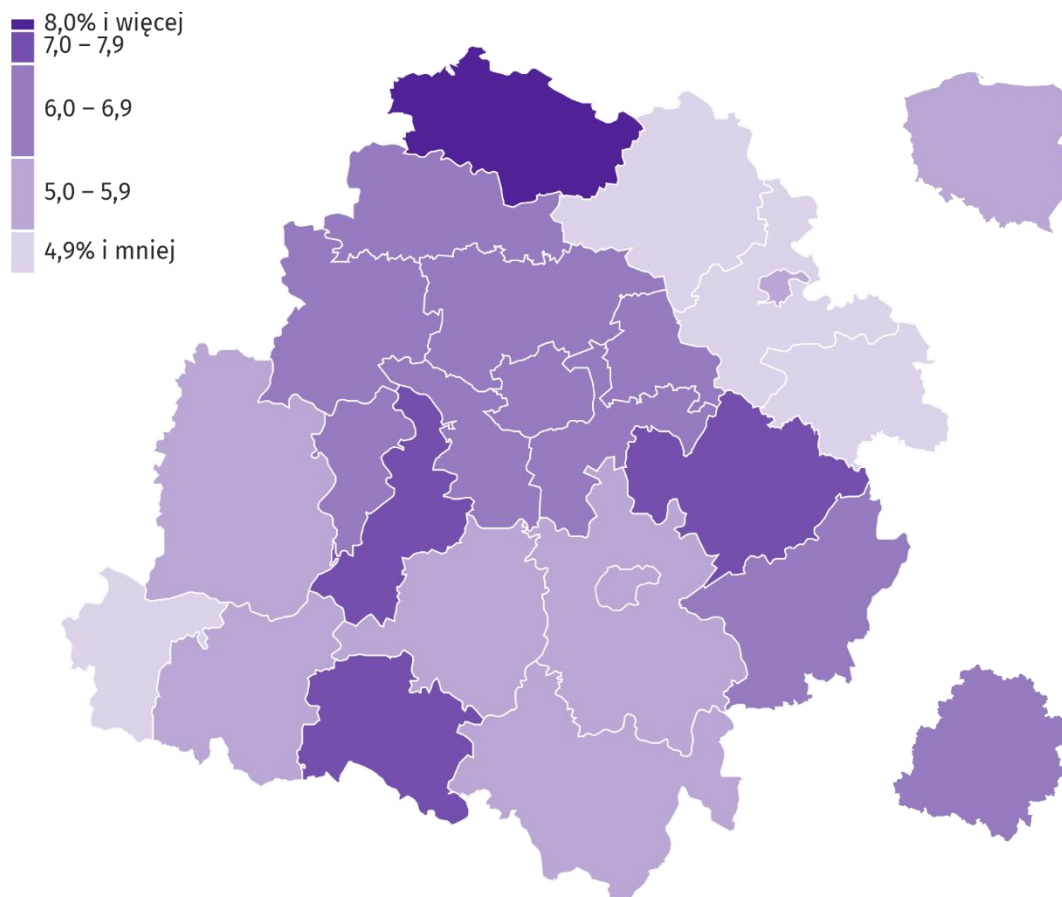 8,0% i więcej
7,0 – 7,9
6,0 – 6,9
5,0 – 5,9
4,9% i mniej